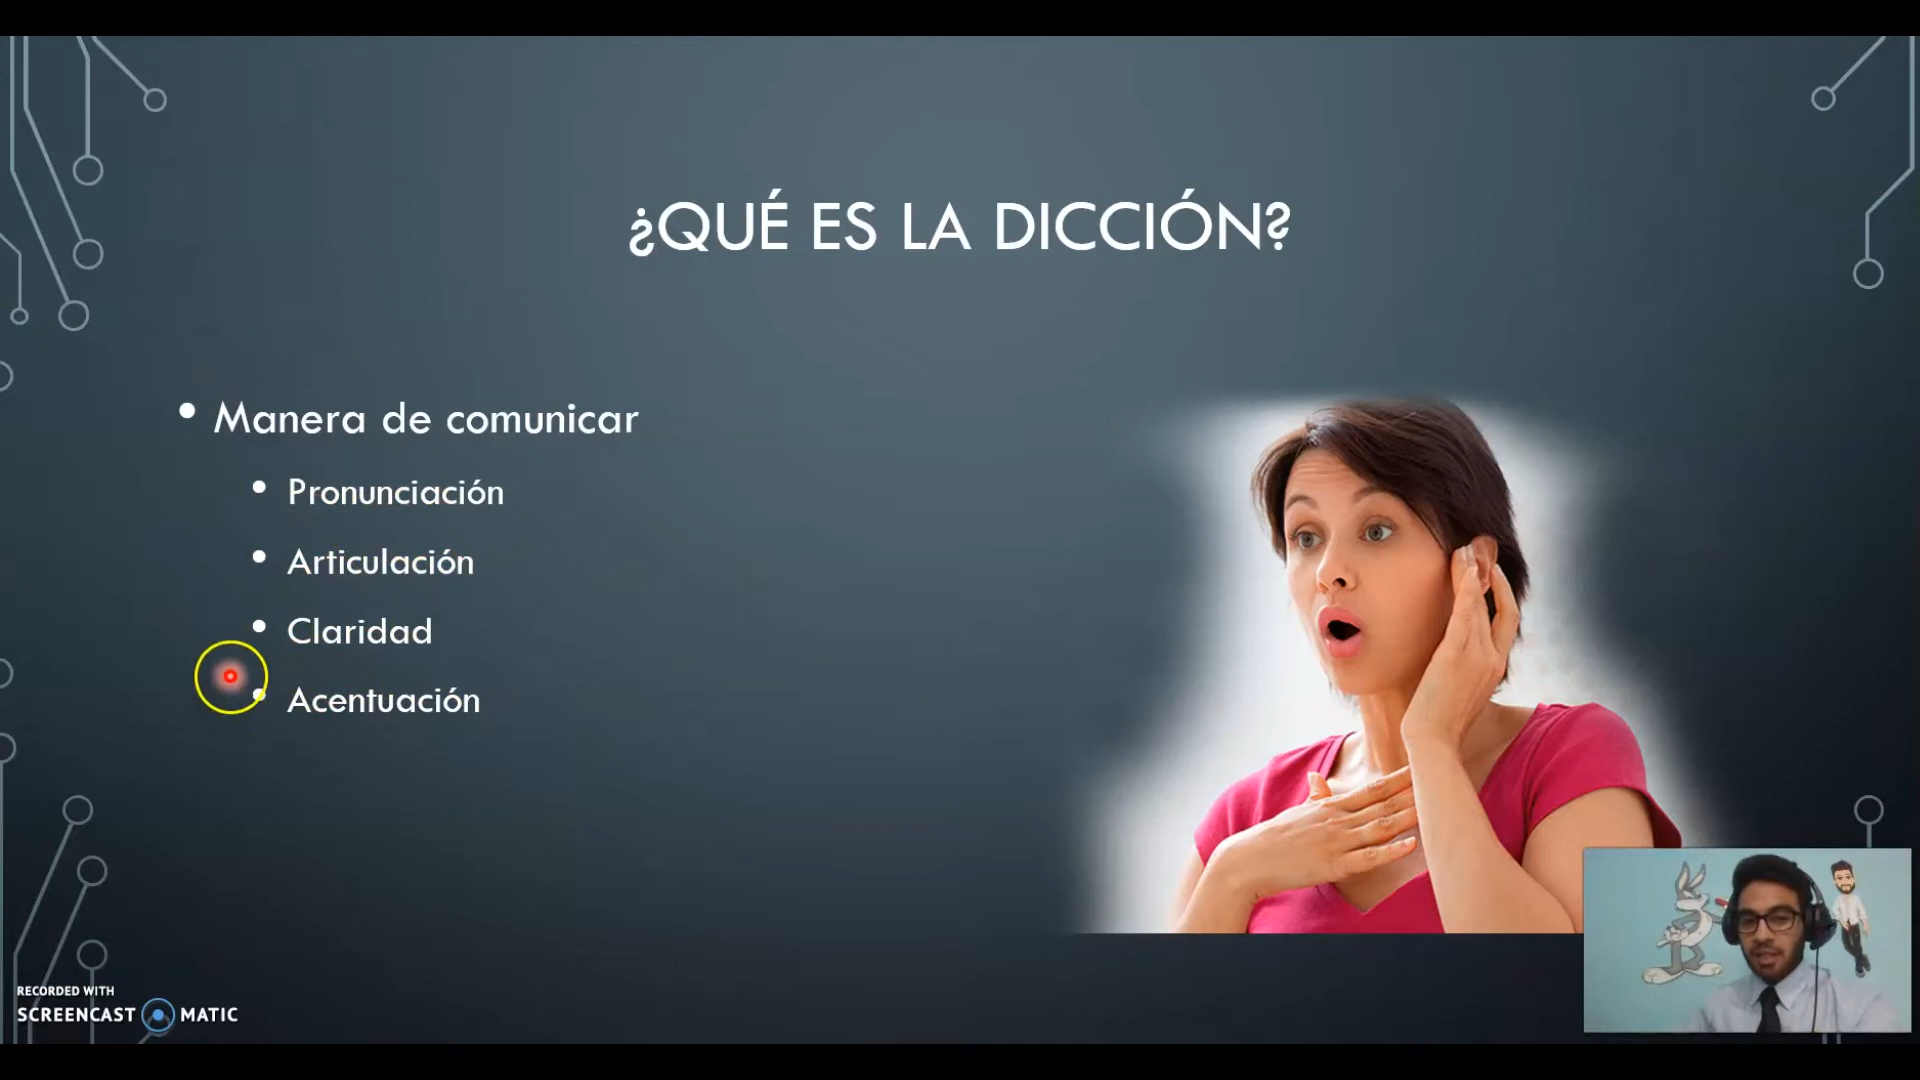 ¿QUÉ ES LA DICCIÓN?
• Manera de comunicar
• Pronunciación
• Articulación
• Claridad
• Acentuación
RECORDED WITH
SCREENCAST MATIC